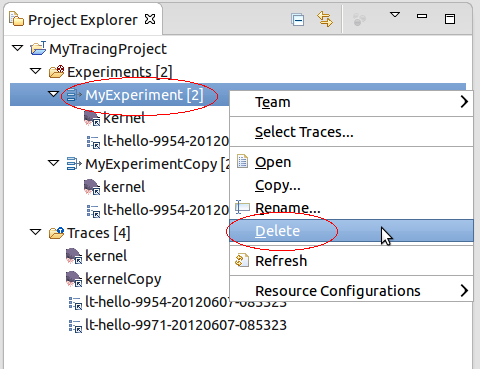 Project Explorer
MyTracingProject
Experiments [2]
MyExperiment [2]
kernel
lt-hello-9954-20120
MyExperimentCopy [2
kernel
lt-hello-9954-20120
Traces [4]
kernel
kernelCopy
lt-hello-9954-20120607-085323
lt-hello-9971-20120607-085323
Team
Select Traces...
Open
Copy...
Rename...
Delete
Refresh
Resource Configurations